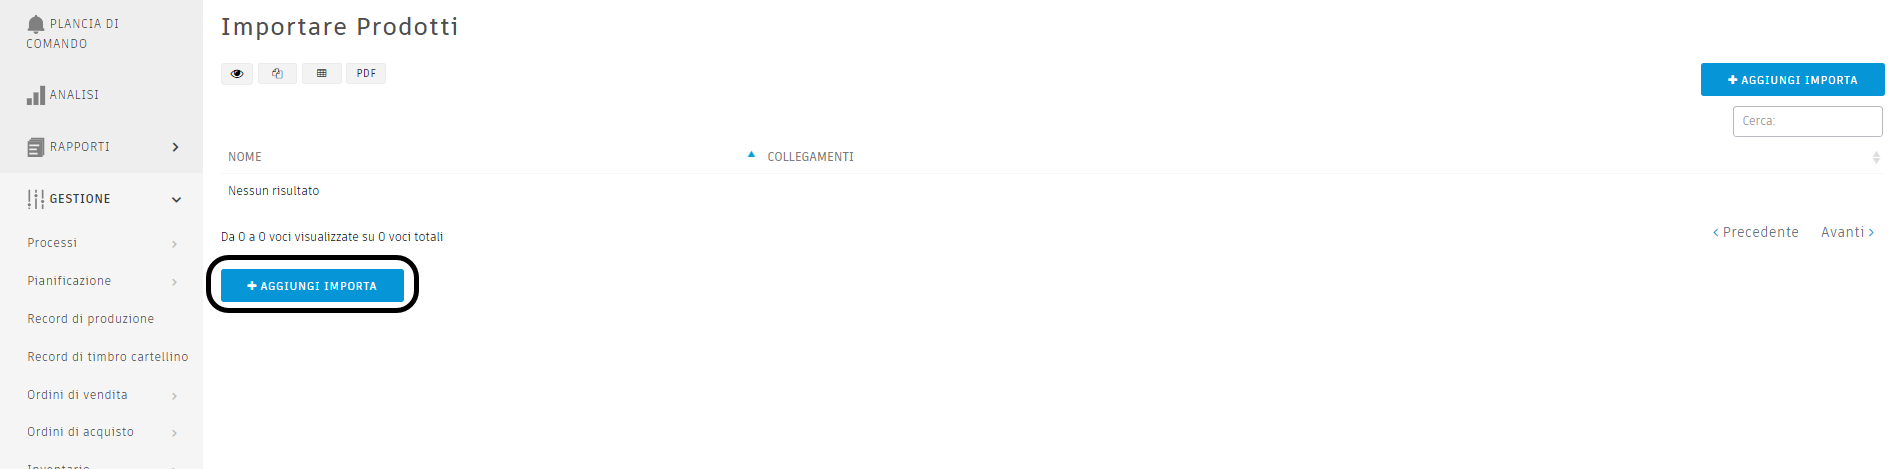 PLANCIA DI
COMANDO
ANALISI
RAPPORTI
GESTIONE
Processi
Pianificazione
Record di produzione
Record di timbro cartellino
Ordini di vendita
Ordini di acquisto
Inventario
Importare Prodotti
PDF
AGGIUNGI IMPORTA
Cerca:
NOME COLLEGAMENTI
Nessun risultato
Da 0 a 0 voci visualizzate su 0 voci totali
Precedente Avanti
AGGIUNGI IMPORTA